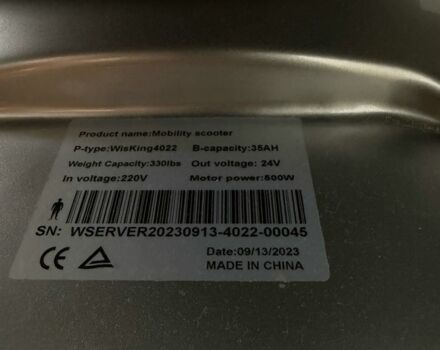 Product name:Mobility scooter
P-type:WisKing4022 B-capacity:35AH
Weight Capacity:330lbs Out voltage: 24V
In voltage:220V Motor power:800W
SN: WSERVER20230913-4022-00045
CE
Date:09/13/2023
MADE IN CHINA